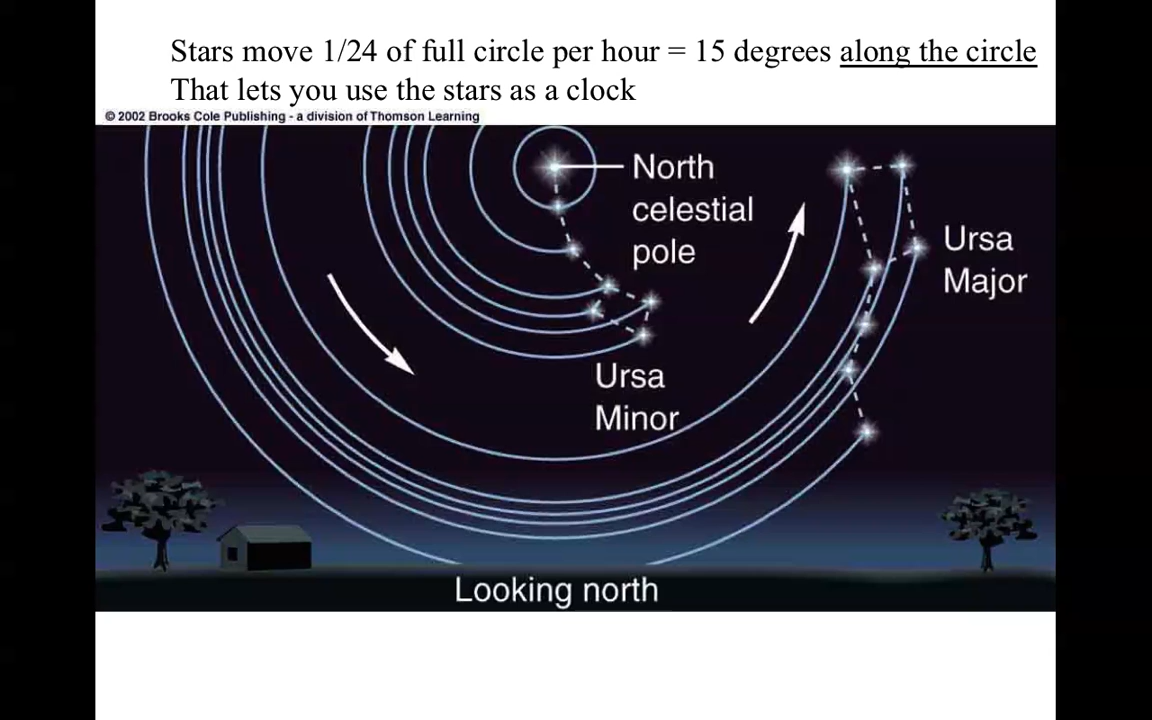 Stars move 1/24 of full circle per hour = 15 degrees along the circle
That lets you use the stars as a clock
© 2002 Brooks Cole Publishing - a division of Thomson Learning
North
celestial
pole
Ursa
Major
Ursa
Minor
Looking north